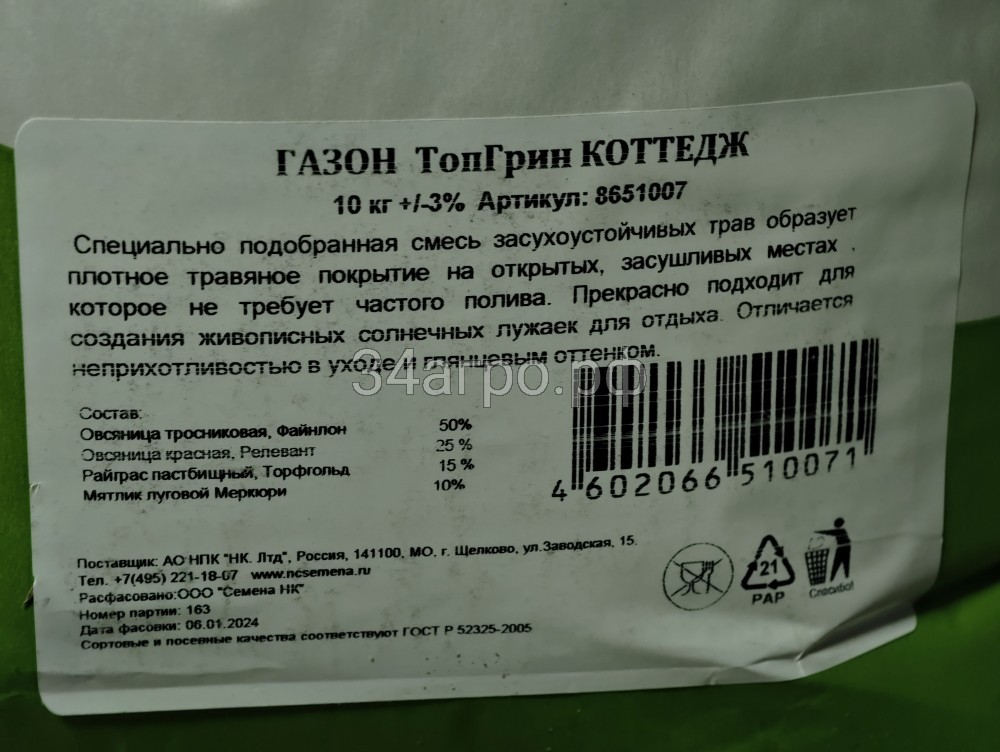 ГАЗОН ТопГрин КОТТЕДЖ
10 кг +/-3% Артикул: 8651007
Специально подобранная смесь засухоустойчивых трав образует
плотное травяное покрытие на открытых, засушливых местах ,
которое не требует частого полива. Прекрасно подходит для
создания живописных солнечных лужаек для отдыха. Отличается
неприхотливостью в уходе и глянцевым оттенком.
34агро.рф
Состав:
Овсяница тросниковая, Файнлон 50%
Овсяница красная, Релевант 25 %
Райграс пастбищный, Торфгольд 15 %
Мятлик луговой Меркюри 10%
4 602066 510071
Поставщик: АО НПК "НК. Лтд", Россия, 141100, МО, г. Щелково, ул.Заводская, 15.
Тел. +7(495) 221-18-07 www.ncsemena.ru
Расфасовано:ООО "Семена НК"
Номер партии: 163
Дата фасовки: 06.01.2024
Сортовые и посевные качества соответствуют ГОСТ Р 52325-2005
21
PAP
Спасибо!